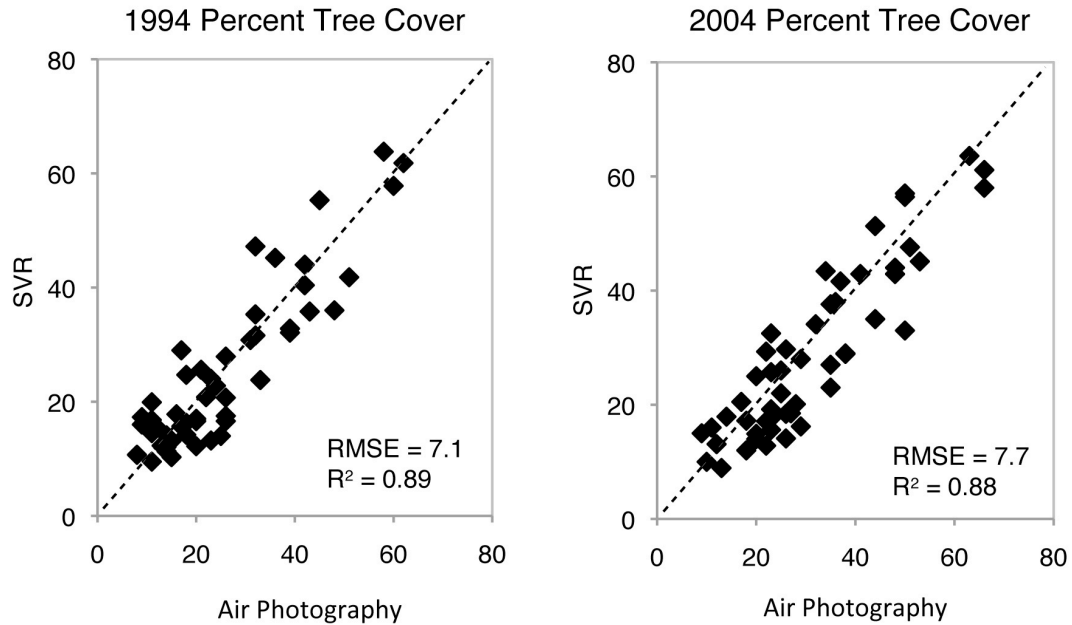 1994 Percent Tree Cover
80
60
40
20
0
SVR
RMSE = 7.1
R² = 0.89
0 20 40 60 80
Air Photography
2004 Percent Tree Cover
80
60
40
20
0
SVR
RMSE = 7.7
R² = 0.88
0 20 40 60 80
Air Photography